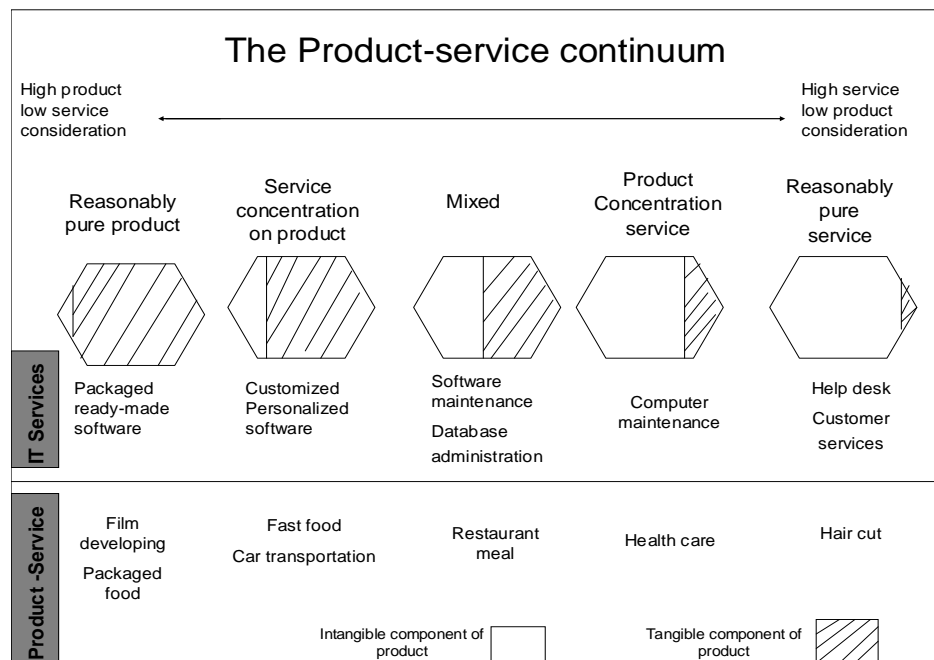 The Product-service continuum
High product
low service
consideration
High service
low product
consideration
Reasonably
pure product
Service
concentration
on product
Mixed
Product
Concentration
service
Reasonably
pure
service
IT Services
Packaged
ready-made
software
Customized
Personalized
software
Software
maintenance
Database
administration
Computer
maintenance
Help desk
Customer
services
Product -Service
Film
developing
Packaged
food
Fast food
Car transportation
Restaurant
meal
Health care
Hair cut
Intangible component of
product
Tangible component of
product